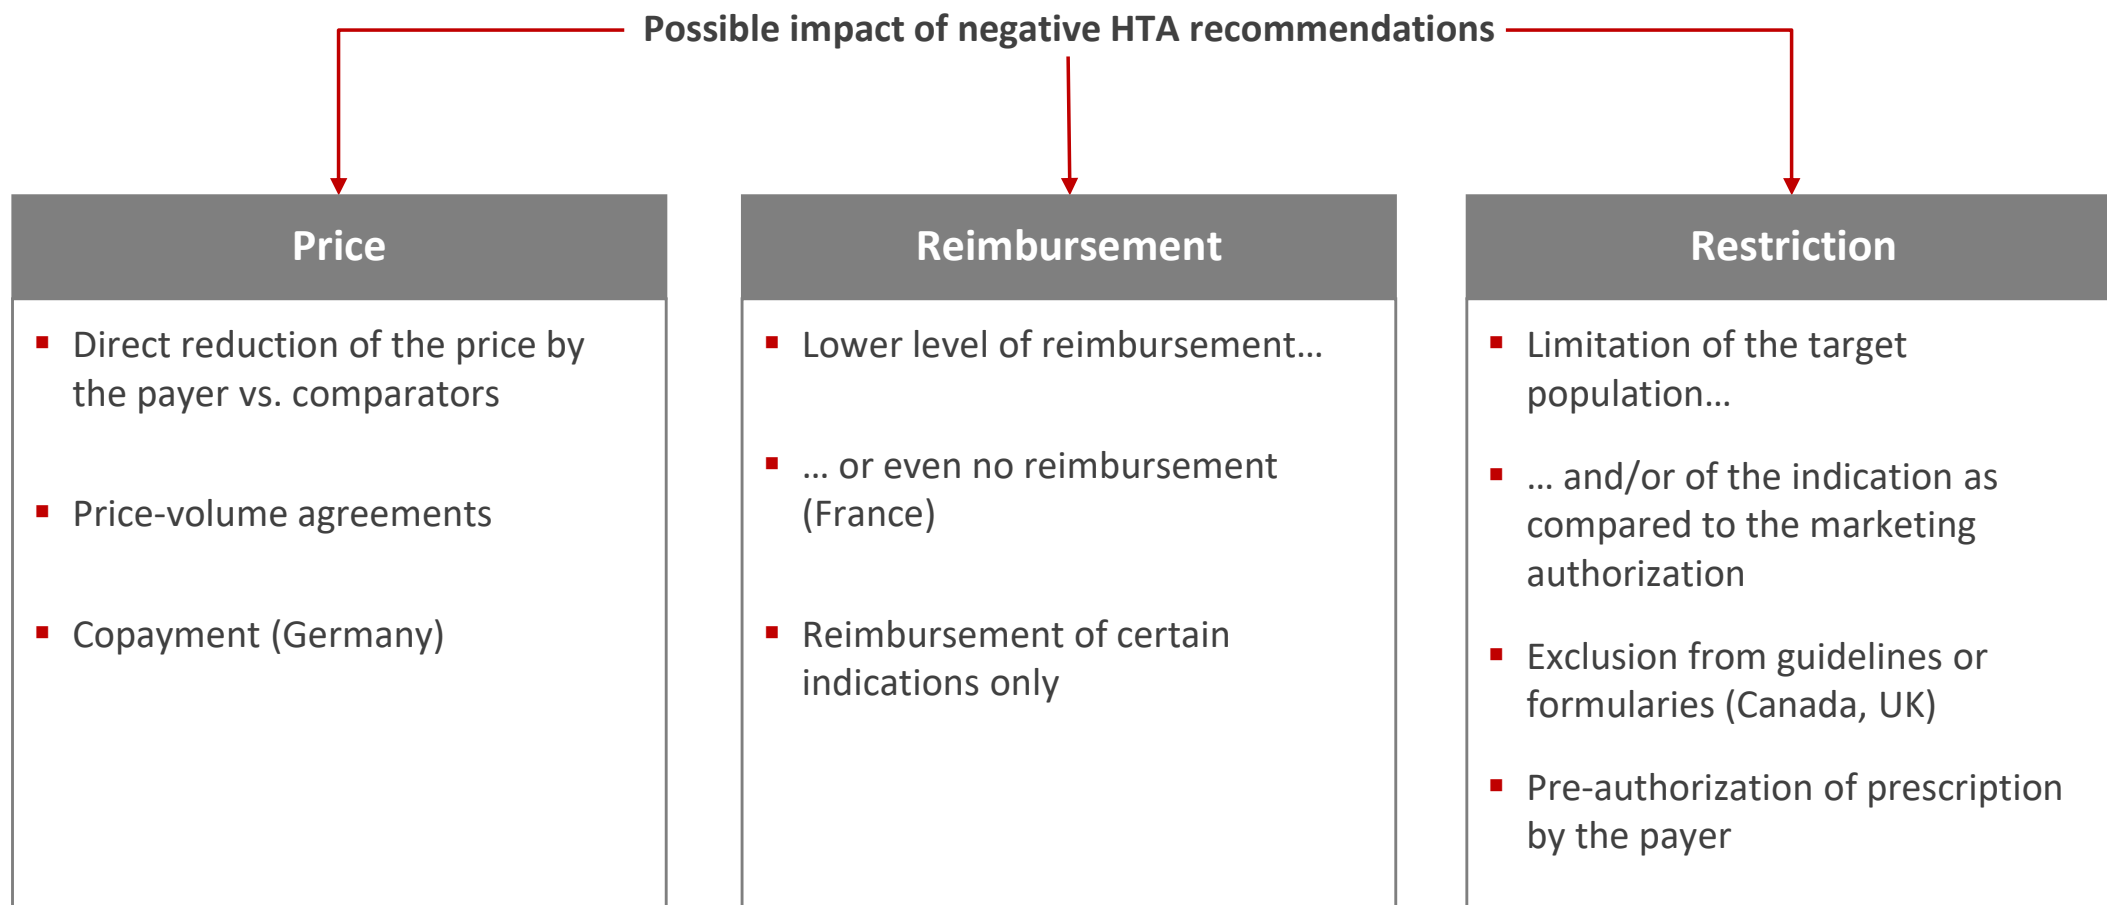 Possible impact of negative HTA recommendations
Price
▪ Direct reduction of the price by
the payer vs. comparators
▪ Price-volume agreements
▪ Copayment (Germany)
Reimbursement
▪ Lower level of reimbursement…
▪ … or even no reimbursement
(France)
▪ Reimbursement of certain
indications only
Restriction
▪ Limitation of the target
population…
▪ … and/or of the indication as
compared to the marketing
authorization
▪ Exclusion from guidelines or
formularies (Canada, UK)
▪ Pre-authorization of prescription
by the payer